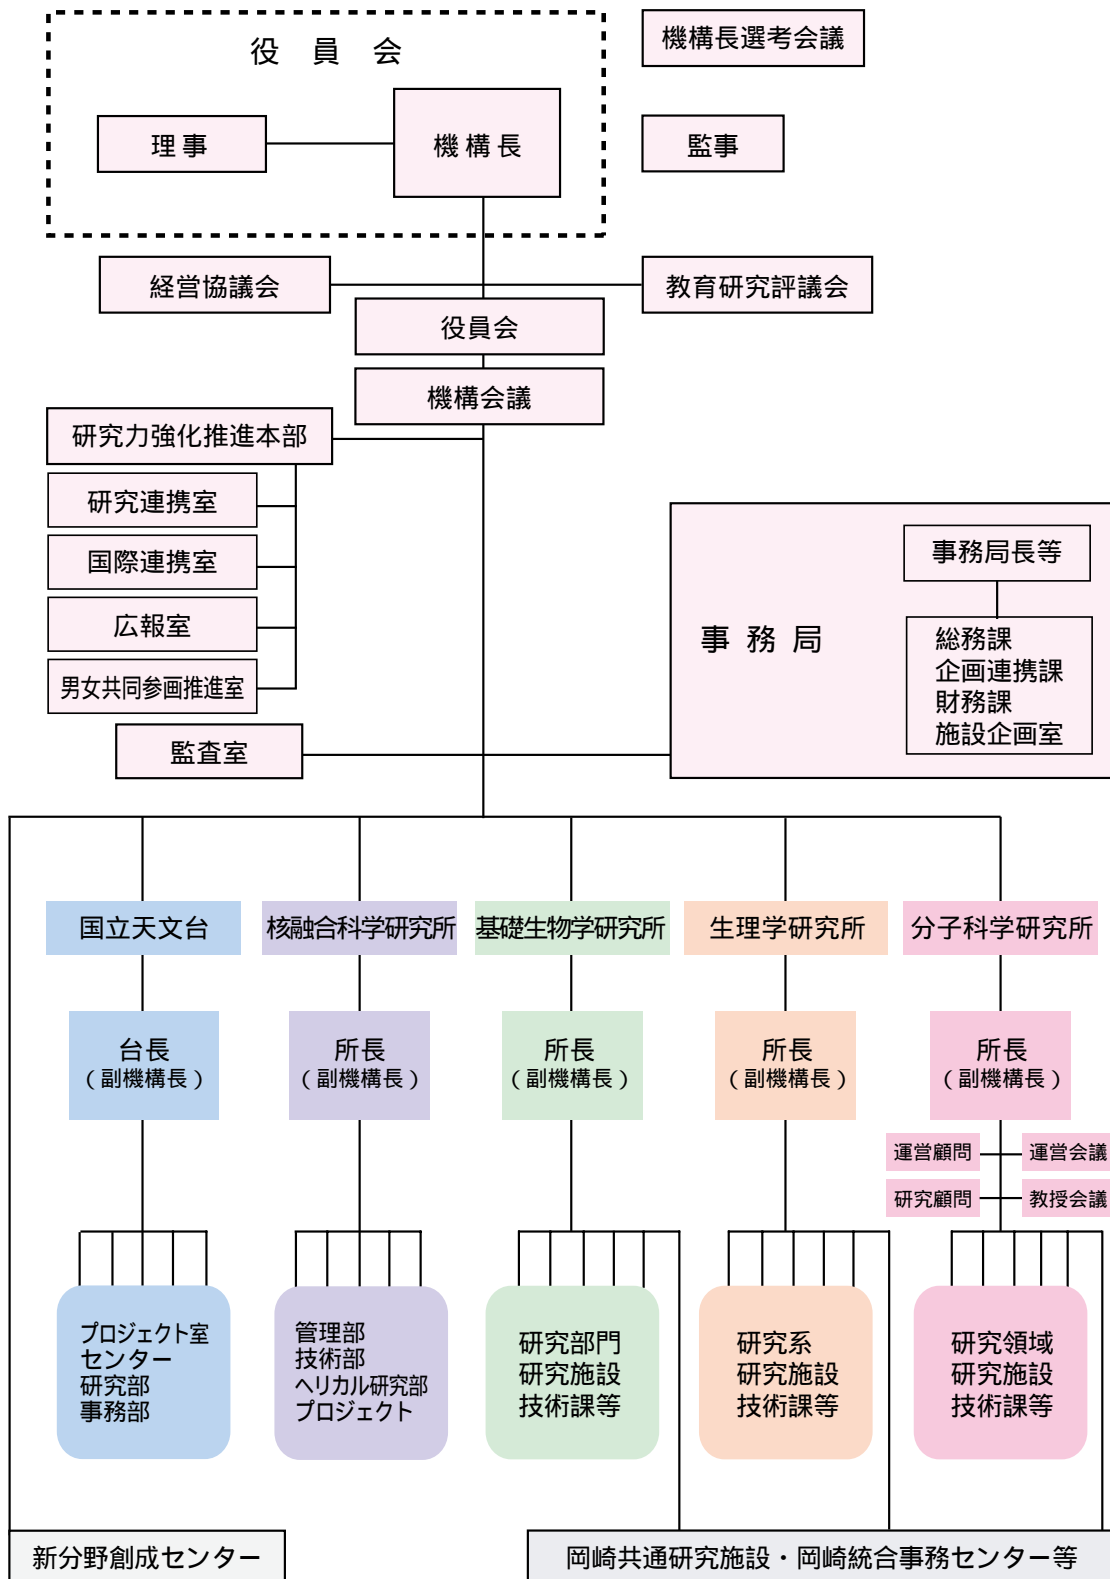 役員会
機構長選考会議
理事
機構長
監事
経営協議会
教育研究評議会
役員会
機構会議
研究力強化推進本部
研究連携室
国際連携室
広報室
男女共同参画推進室
監査室
事務局
事務局長等
総務課
企画連携課
財務課
施設企画室
国立天文台
核融合科学研究所
基礎生物学研究所
生理学研究所
分子科学研究所
台長
（副機構長）
所長
（副機構長）
所長
（副機構長）
所長
（副機構長）
所長
（副機構長）
運営顧問
運営会議
研究顧問
教授会議
プロジェクト室
センター
研究部
事務部
管理部
技術部
ヘリカル研究部
プロジェクト
研究部門
研究施設
技術課等
研究系
研究施設
技術課等
研究領域
研究施設
技術課等
新分野創成センター
岡崎共通研究施設・岡崎統合事務センター等